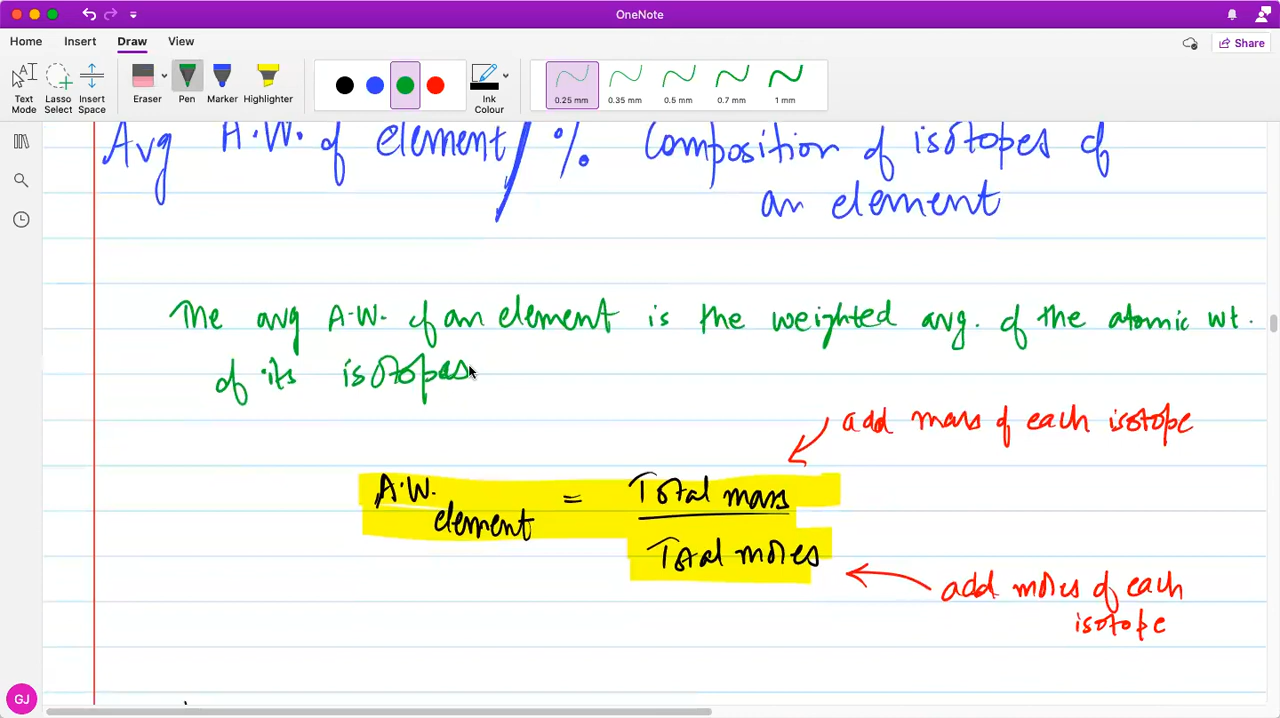 OneNote
Home Insert Draw View
Share
Text Mode
Lasso Select
Insert Space
Eraser
Pen
Marker
Highlighter
Ink Colour
0.25 mm
0.35 mm
0.5 mm
0.7 mm
1 mm
Avg A.W. of element / % Composition of isotopes of
an element
The avg A.W. of an element is the weighted avg. of the atomic wt.
of its isotopes
add mass of each isotope
A.W. element = Total mass
Total moles
add moles of each
isotope
GJ